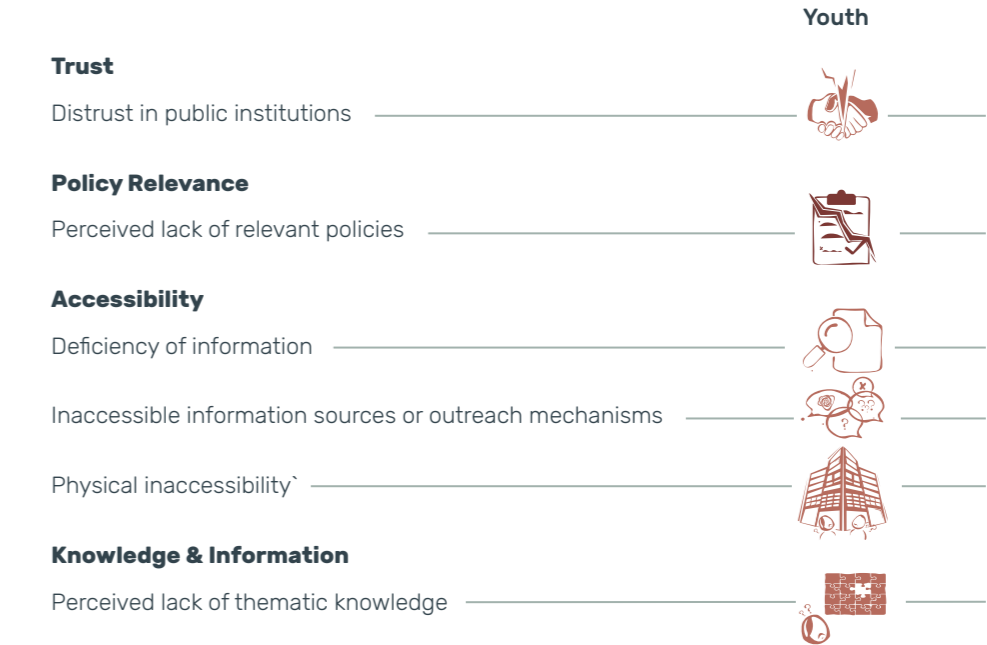 Youth
Trust
Distrust in public institutions
Policy Relevance
Perceived lack of relevant policies
Accessibility
Deficiency of information
Inaccessible information sources or outreach mechanisms
Physical inaccessibility`
Knowledge & Information
Perceived lack of thematic knowledge